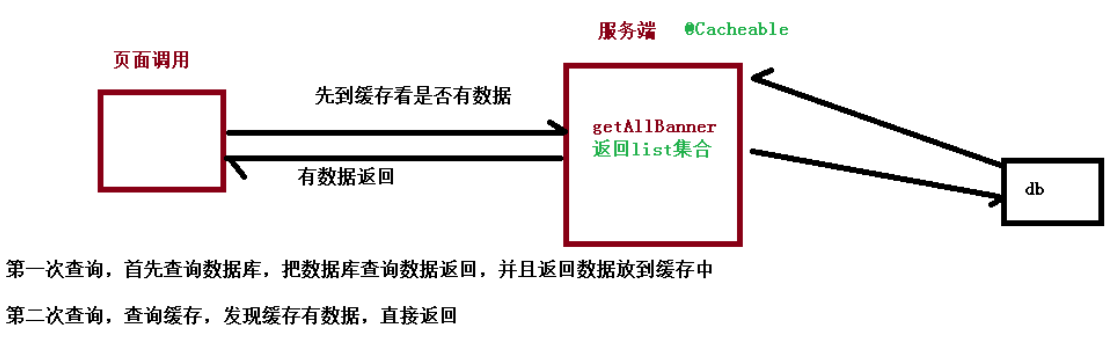 服务端 @Cacheable
页面调用
先到缓存看是否有数据
getAllBanner
返回list集合
有数据返回
db
第一次查询，首先查询数据库，把数据库查询数据返回，并且返回数据放到缓存中
第二次查询，查询缓存，发现缓存有数据，直接返回